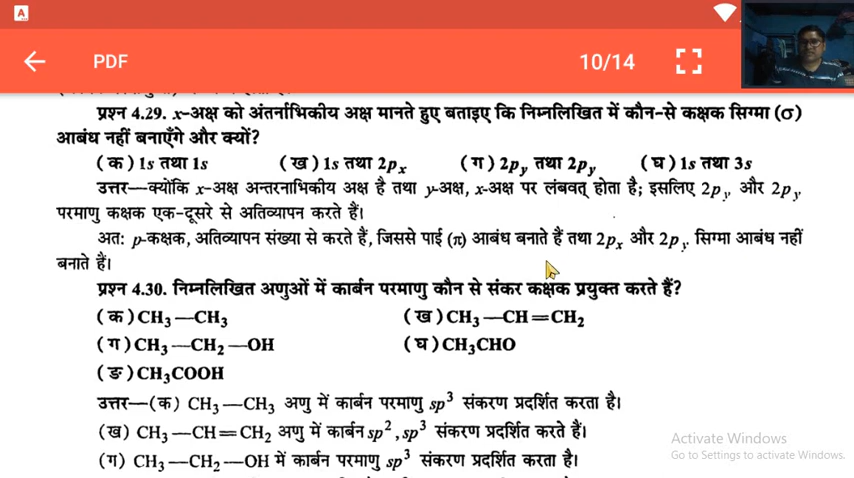 A
PDF
10/14
प्रश्न 4.29. x-अक्ष को अंतर्नाभिकीय अक्ष मानते हुए बताइए कि निम्नलिखित में कौन-से कक्षक सिग्मा (σ)
आबंध नहीं बनाएँगे और क्यों?
(क) 1s तथा 1s (ख) 1s तथा 2pₓ (ग) 2p_y तथा 2p_y (घ) 1s तथा 3s
उत्तर—क्योंकि x-अक्ष अन्तरनाभिकीय अक्ष है तथा y-अक्ष, x-अक्ष पर लंबवत् होता है; इसलिए 2p_y और 2p_y
परमाणु कक्षक एक-दूसरे से अतिव्यापन करते हैं।
अत: p-कक्षक, अतिव्यापन संख्या से करते हैं, जिससे पाई (π) आबंध बनाते हैं तथा 2pₓ और 2p_y सिग्मा आबंध नहीं
बनाते हैं।
प्रश्न 4.30. निम्नलिखित अणुओं में कार्बन परमाणु कौन से संकर कक्षक प्रयुक्त करते हैं?
(क) CH₃—CH₃ (ख) CH₃—CH=CH₂
(ग) CH₃—CH₂—OH (घ) CH₃CHO
(ङ) CH₃COOH
उत्तर—(क) CH₃—CH₃ अणु में कार्बन परमाणु sp³ संकरण प्रदर्शित करता है।
(ख) CH₃—CH=CH₂ अणु में कार्बन sp², sp³ संकरण प्रदर्शित करते हैं।
(ग) CH₃—CH₂—OH में कार्बन परमाणु sp³ संकरण प्रदर्शित करता है।
Activate Windows
Go to Settings to activate Windows.